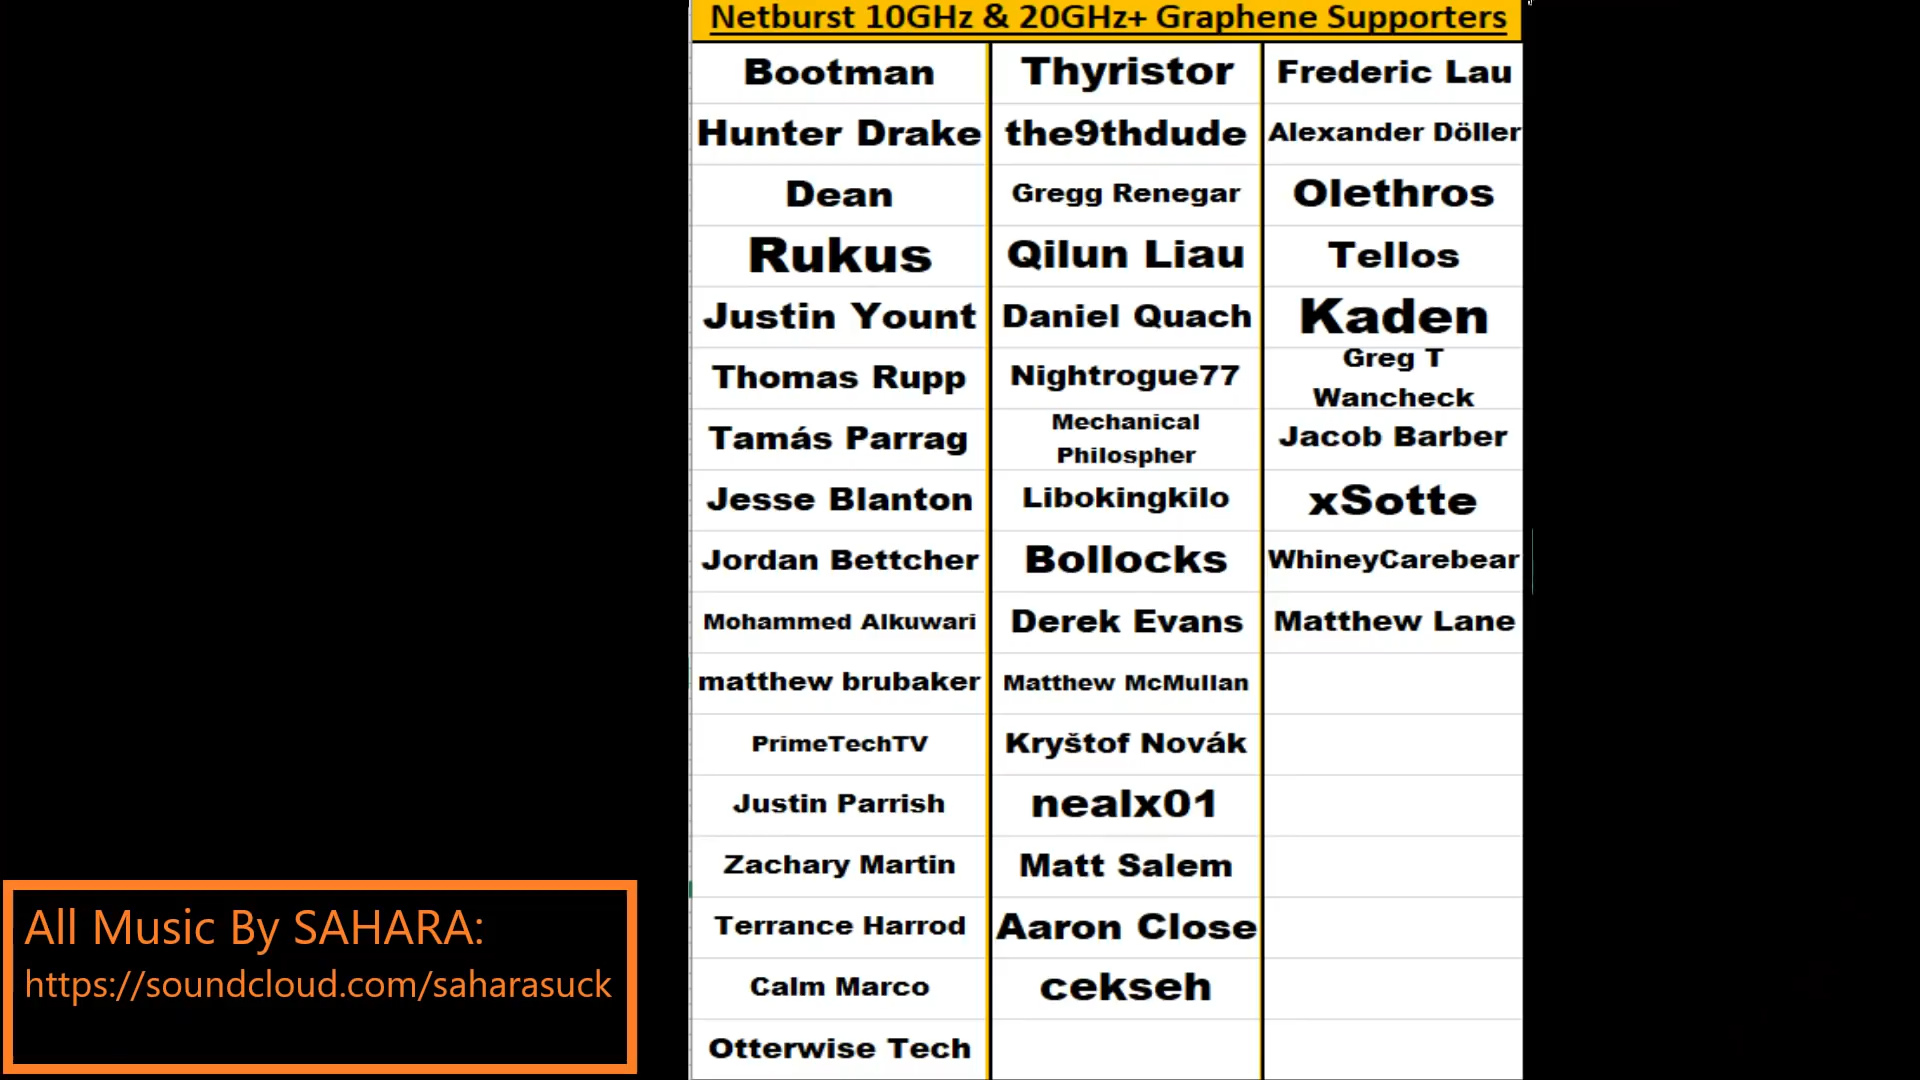 Netburst 10GHz & 20GHz+ Graphene Supporters
Bootman
Thyristor
Frederic Lau
Hunter Drake
the9thdude
Alexander Döller
Dean
Gregg Renegar
Olethros
Rukus
Qilun Liau
Tellos
Justin Yount
Daniel Quach
Kaden
Thomas Rupp
Nightrogue77
Greg T
Wancheck
Tamás Parrag
Mechanical
Philospher
Jacob Barber
Jesse Blanton
Libokingkilo
xSotte
Jordan Bettcher
Bollocks
WhineyCarebear
Mohammed Alkuwari
Derek Evans
Matthew Lane
matthew brubaker
Matthew McMullan
PrimeTechTV
Kryštof Novák
Justin Parrish
nealx01
Zachary Martin
Matt Salem
Terrance Harrod
Aaron Close
Calm Marco
cekseh
Otterwise Tech
All Music By SAHARA:
https://soundcloud.com/saharasuck